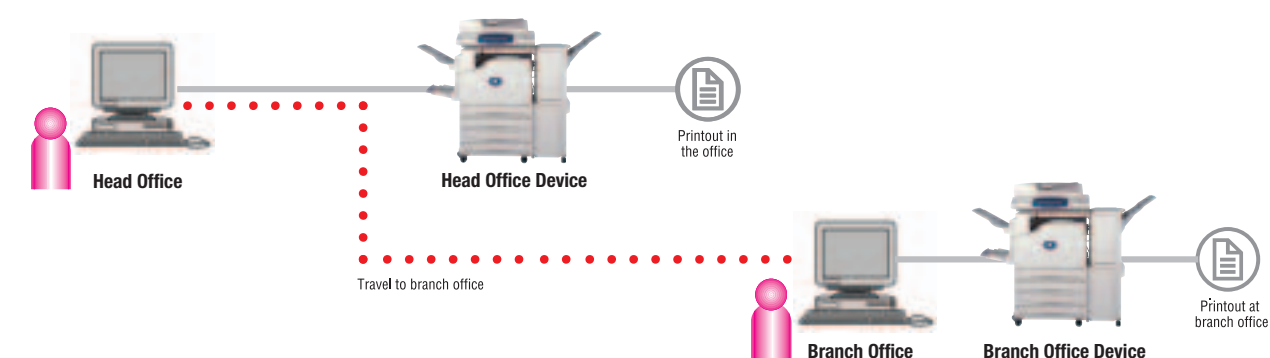 Printout in
the office
Head Office
Head Office Device
Travel to branch office
Printout at
branch office
Branch Office
Branch Office Device